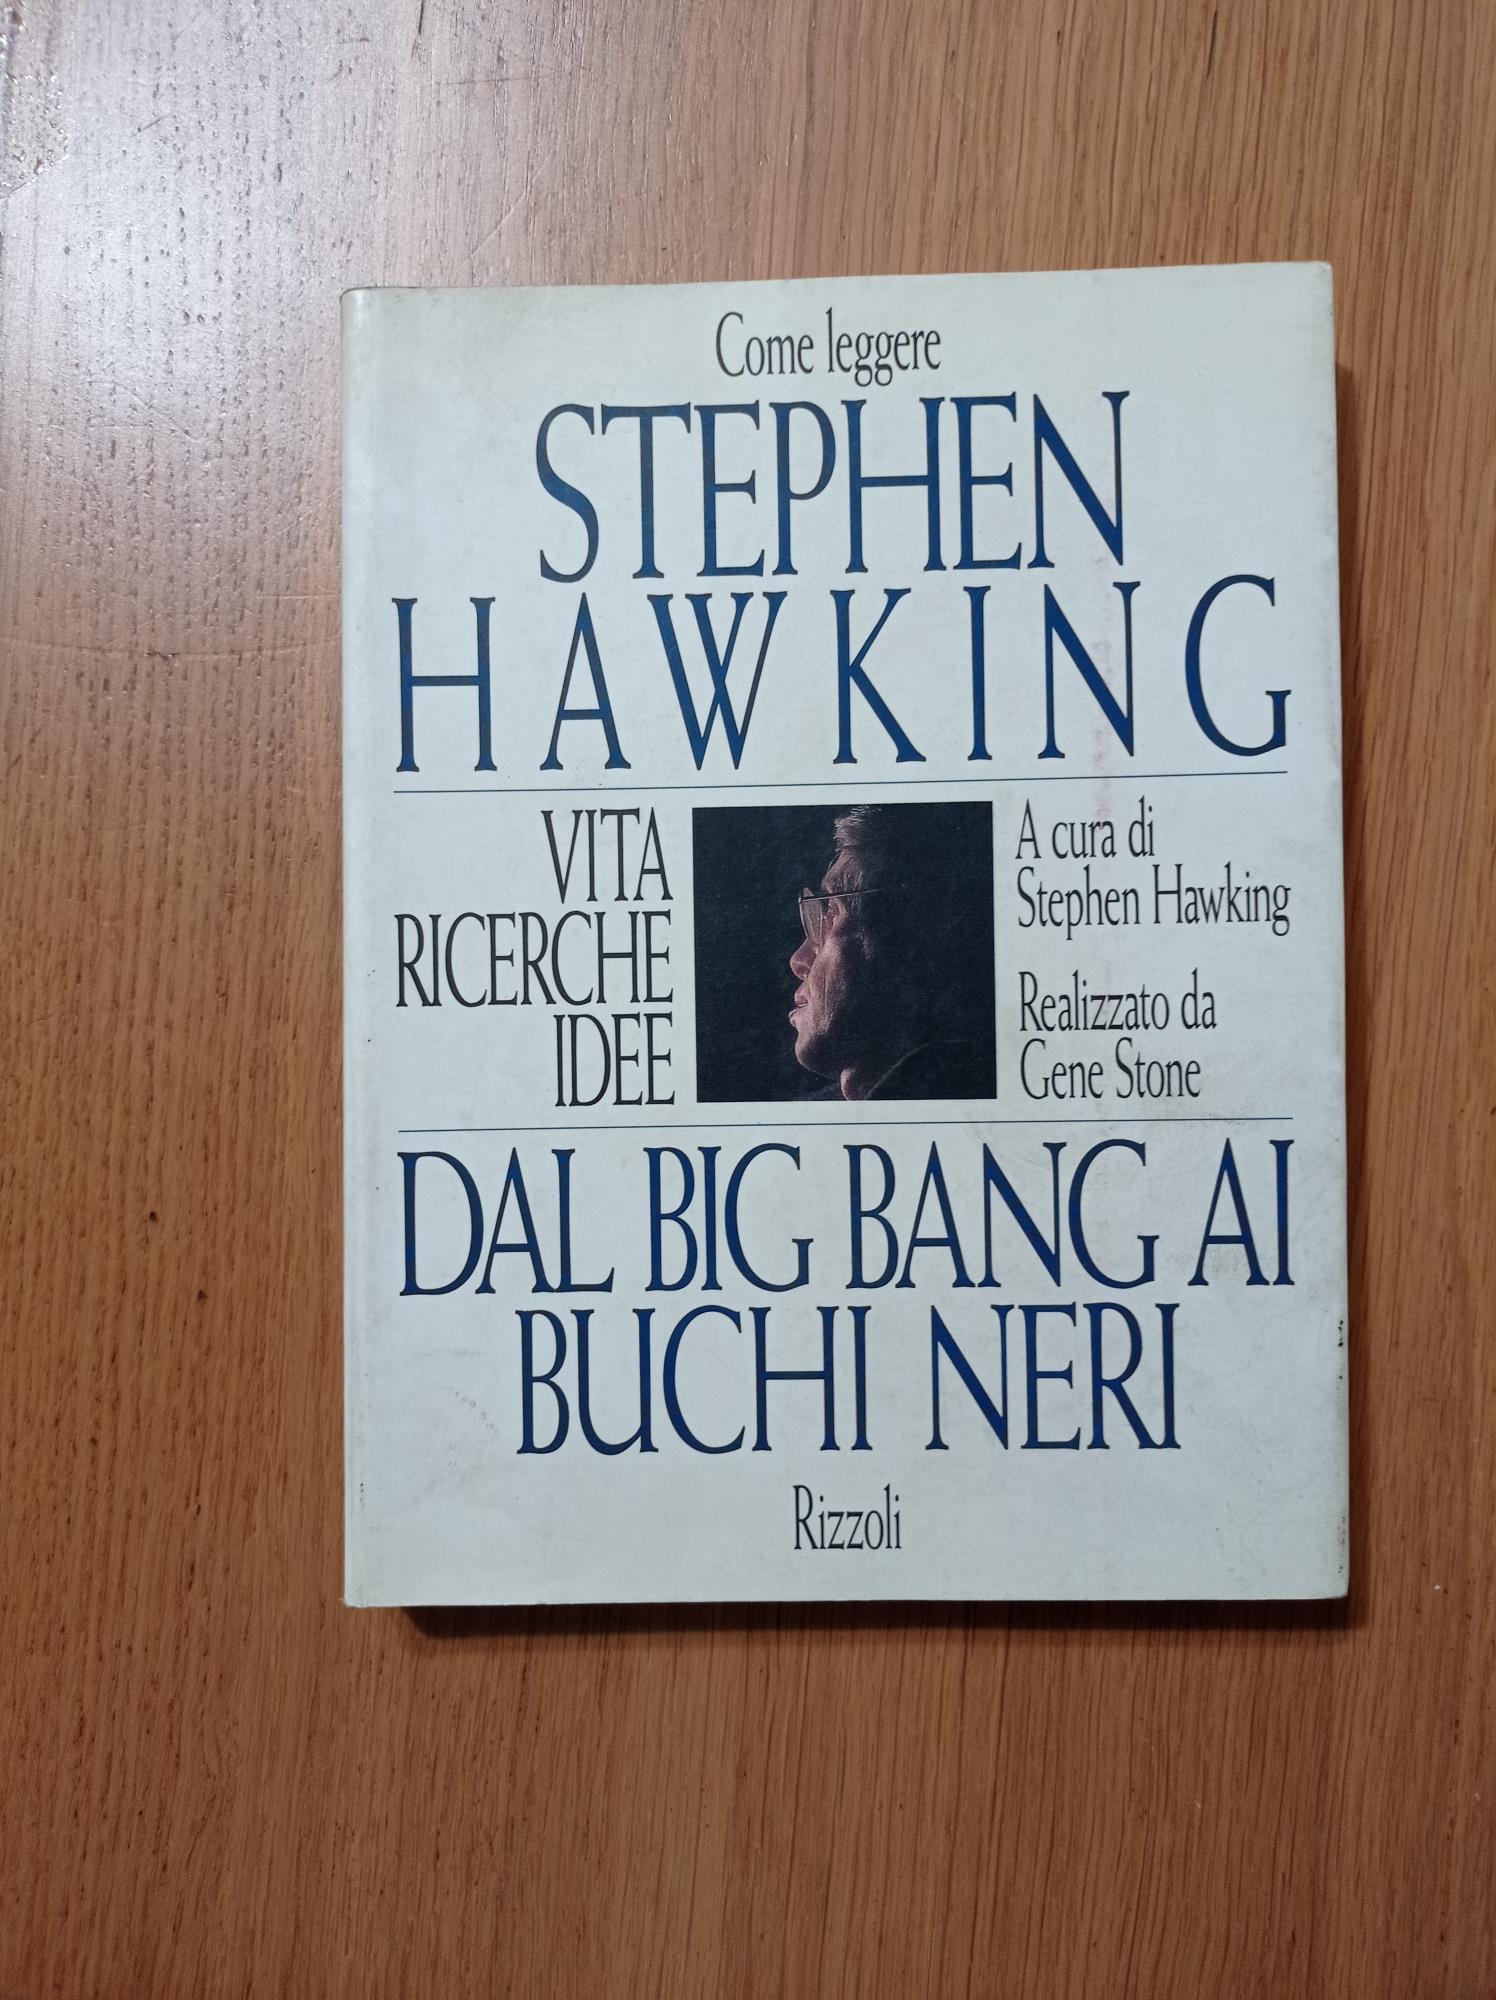 Come leggere
STEPHEN
HAWKING
VITA
RICERCHE
IDEE
A cura di
Stephen Hawking
Realizzato da
Gene Stone
DAL BIG BANG AI
BUCHI NERI
Rizzoli